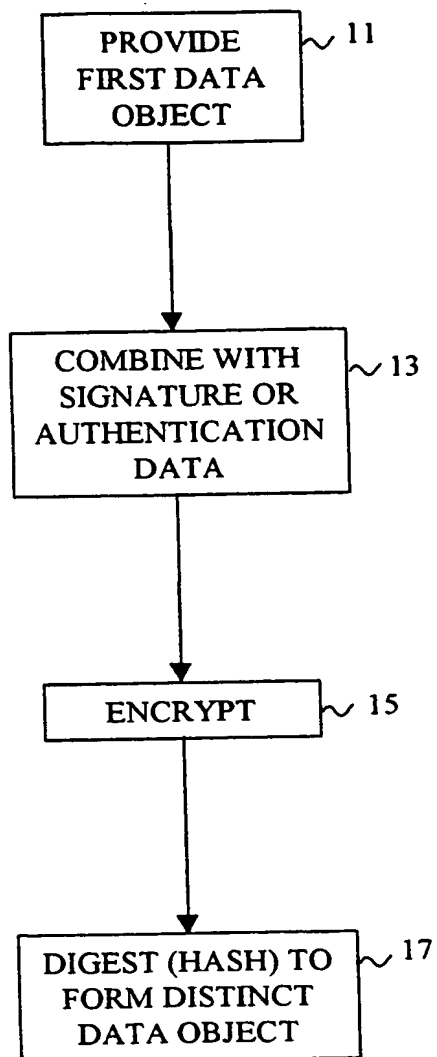 PROVIDE
FIRST DATA
OBJECT
11
COMBINE WITH
SIGNATURE OR
AUTHENTICATION
DATA
13
ENCRYPT
15
DIGEST (HASH) TO
FORM DISTINCT
DATA OBJECT
17